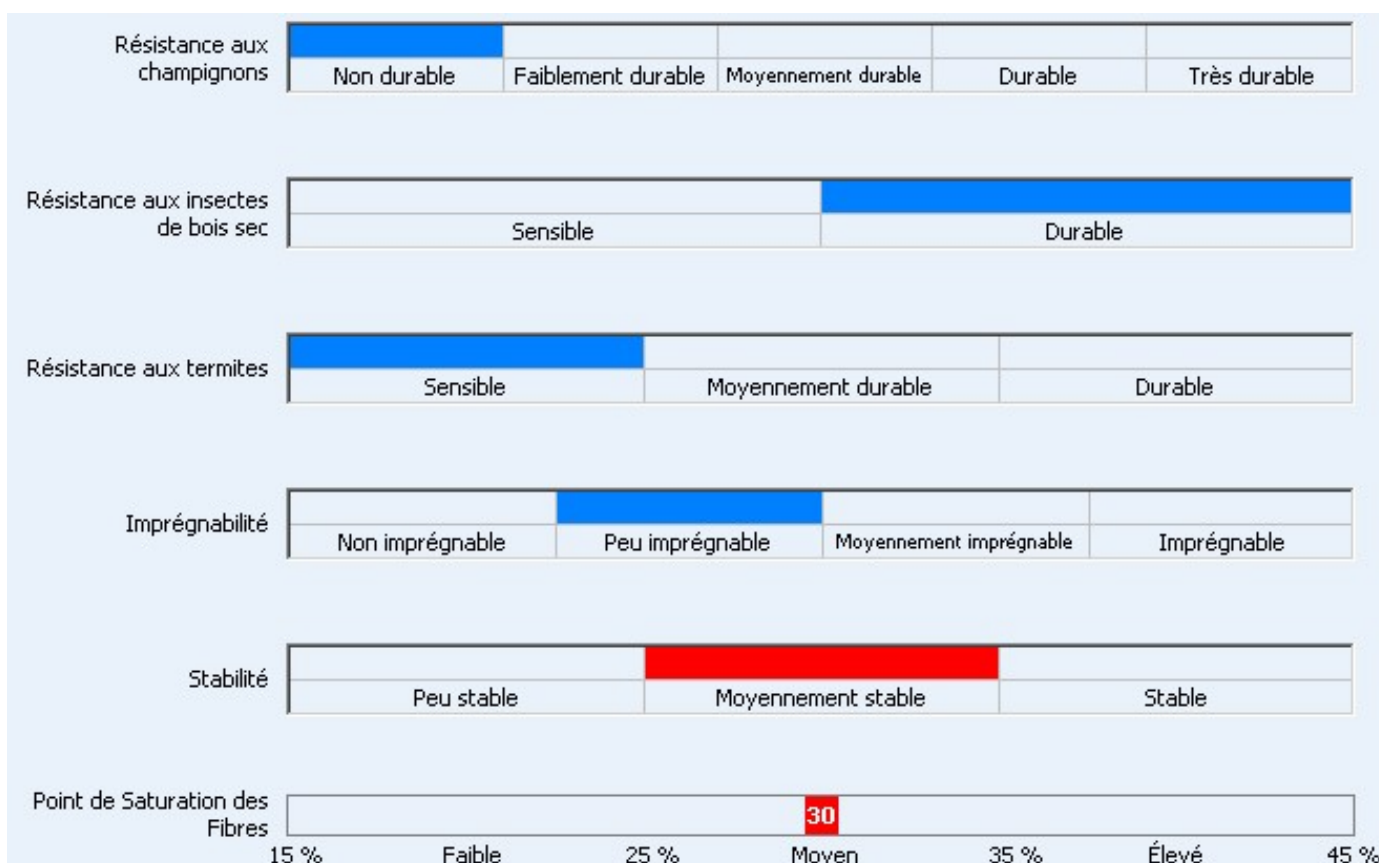 Résistance aux
champignons
Non durable Faiblement durable Moyennement durable Durable Très durable
Résistance aux insectes
de bois sec
Sensible Durable
Résistance aux termites
Sensible Moyennement durable Durable
Imprégnabilité
Non imprégnable Peu imprégnable Moyennement imprégnable Imprégnable
Stabilité
Peu stable Moyennement stable Stable
Point de Saturation des
Fibres
30
15 % Faible 25 % Moyen 35 % Élevé 45 %